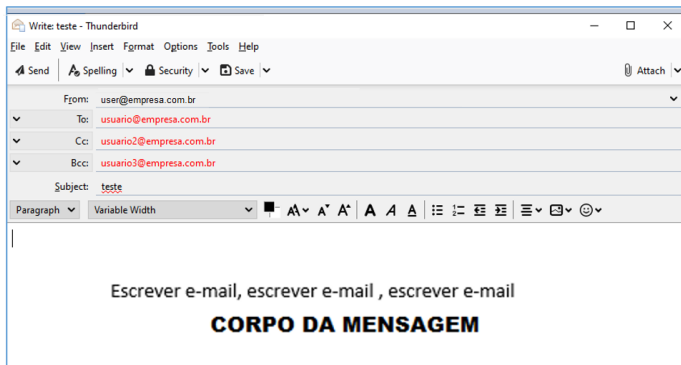 Write: teste - Thunderbird
File Edit View Insert Format Options Tools Help
Send Spelling Security Save Attach
From: user@empresa.com.br
To: usuario@empresa.com.br
Cc: usuario2@empresa.com.br
Bcc: usuario3@empresa.com.br
Subject: teste
Paragraph Variable Width A A A A A A
Escrever e-mail, escrever e-mail , escrever e-mail
CORPO DA MENSAGEM